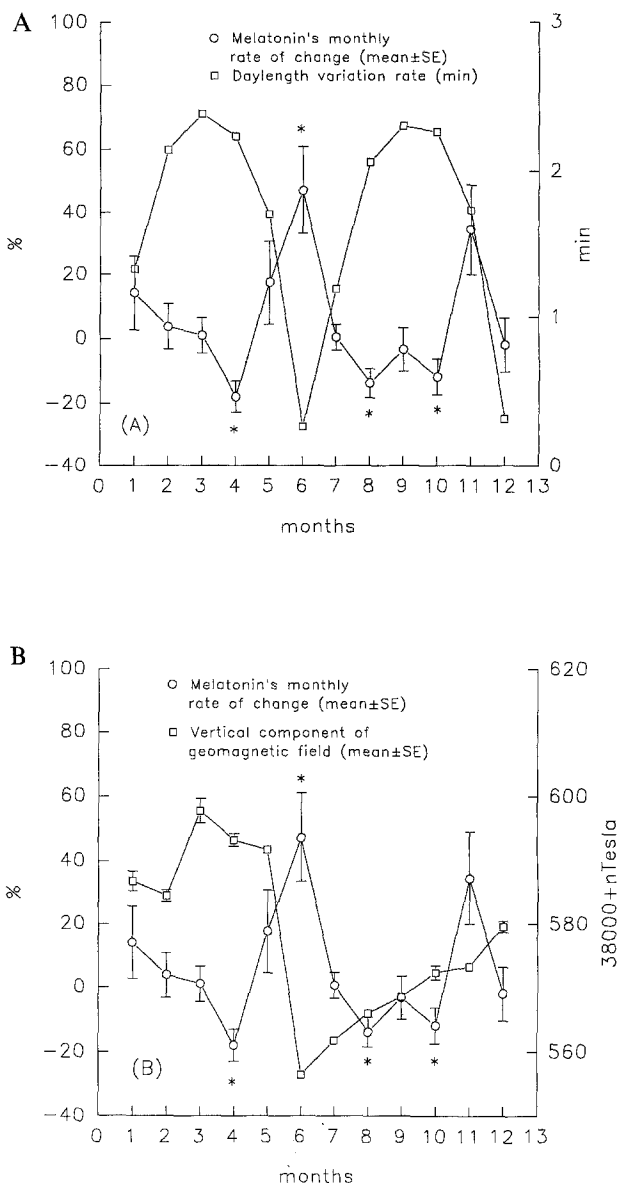 A
Melatonin's monthly
rate of change (mean±SE)
Daylength variation rate (min)
100
80
60
40
20
0
-20
-40
%
3
2
1
0
min
(A)
*
*
*
*
0 1 2 3 4 5 6 7 8 9 10 11 12 13
months
B
Melatonin's monthly
rate of change (mean±SE)
Vertical component of
geomagnetic field (mean±SE)
100
80
60
40
20
0
-20
-40
%
620
600
580
560
38000+nTesla
(B)
*
*
*
*
0 1 2 3 4 5 6 7 8 9 10 11 12 13
months